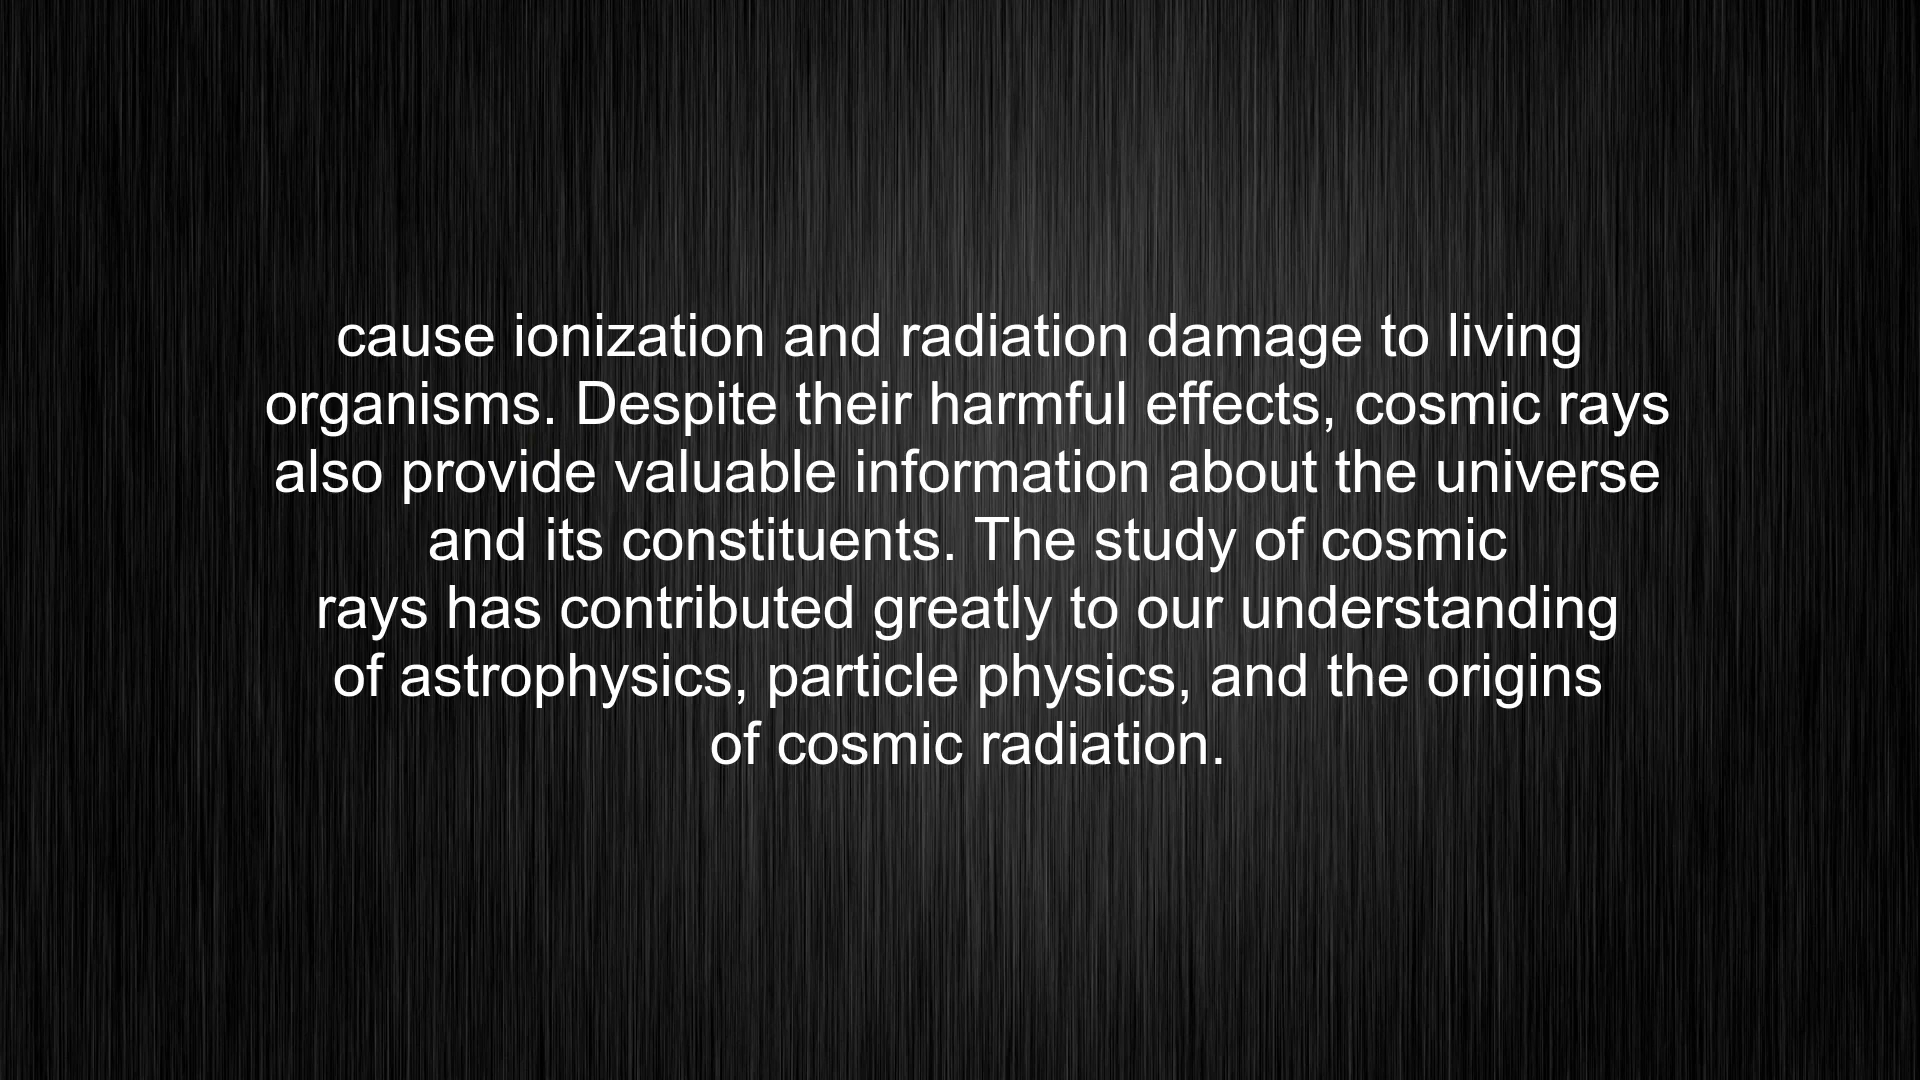 cause ionization and radiation damage to living
organisms. Despite their harmful effects, cosmic rays
also provide valuable information about the universe
and its constituents. The study of cosmic
rays has contributed greatly to our understanding
of astrophysics, particle physics, and the origins
of cosmic radiation.